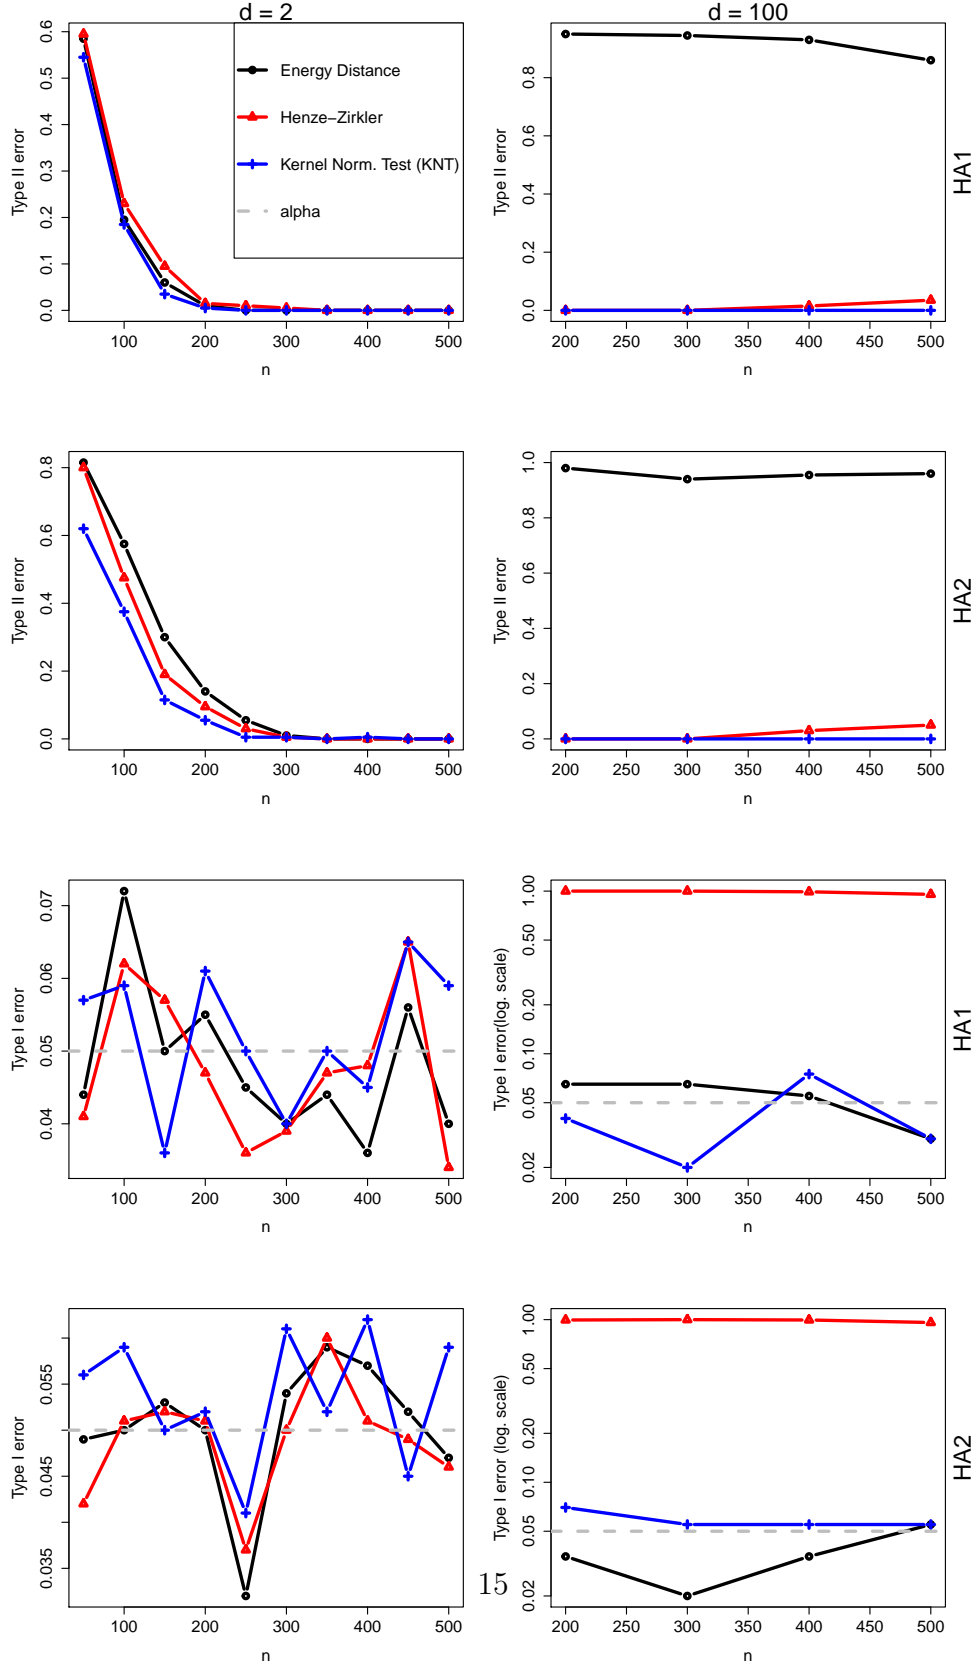 d = 2
d = 100
Type II error
0.0 0.1 0.2 0.3 0.4 0.5 0.6
Energy Distance
Henze−Zirkler
Kernel Norm. Test (KNT)
alpha
100 200 300 400 500
n
Type II error
0.0 0.2 0.4 0.6 0.8
200 250 300 350 400 450 500
n
HA1
Type II error
0.0 0.2 0.4 0.6 0.8
100 200 300 400 500
n
Type II error
0.0 0.2 0.4 0.6 0.8 1.0
200 250 300 350 400 450 500
n
HA2
Type I error
0.04 0.05 0.06 0.07
100 200 300 400 500
n
Type I error(log. scale)
0.02 0.05 0.10 0.20 0.50 1.00
200 250 300 350 400 450 500
n
HA1
Type I error
0.035 0.045 0.055
100 200 300 400 500
n
Type I error (log. scale)
0.02 0.05 0.10 0.20 0.50 1.00
200 250 300 350 400 450 500
n
HA2
15